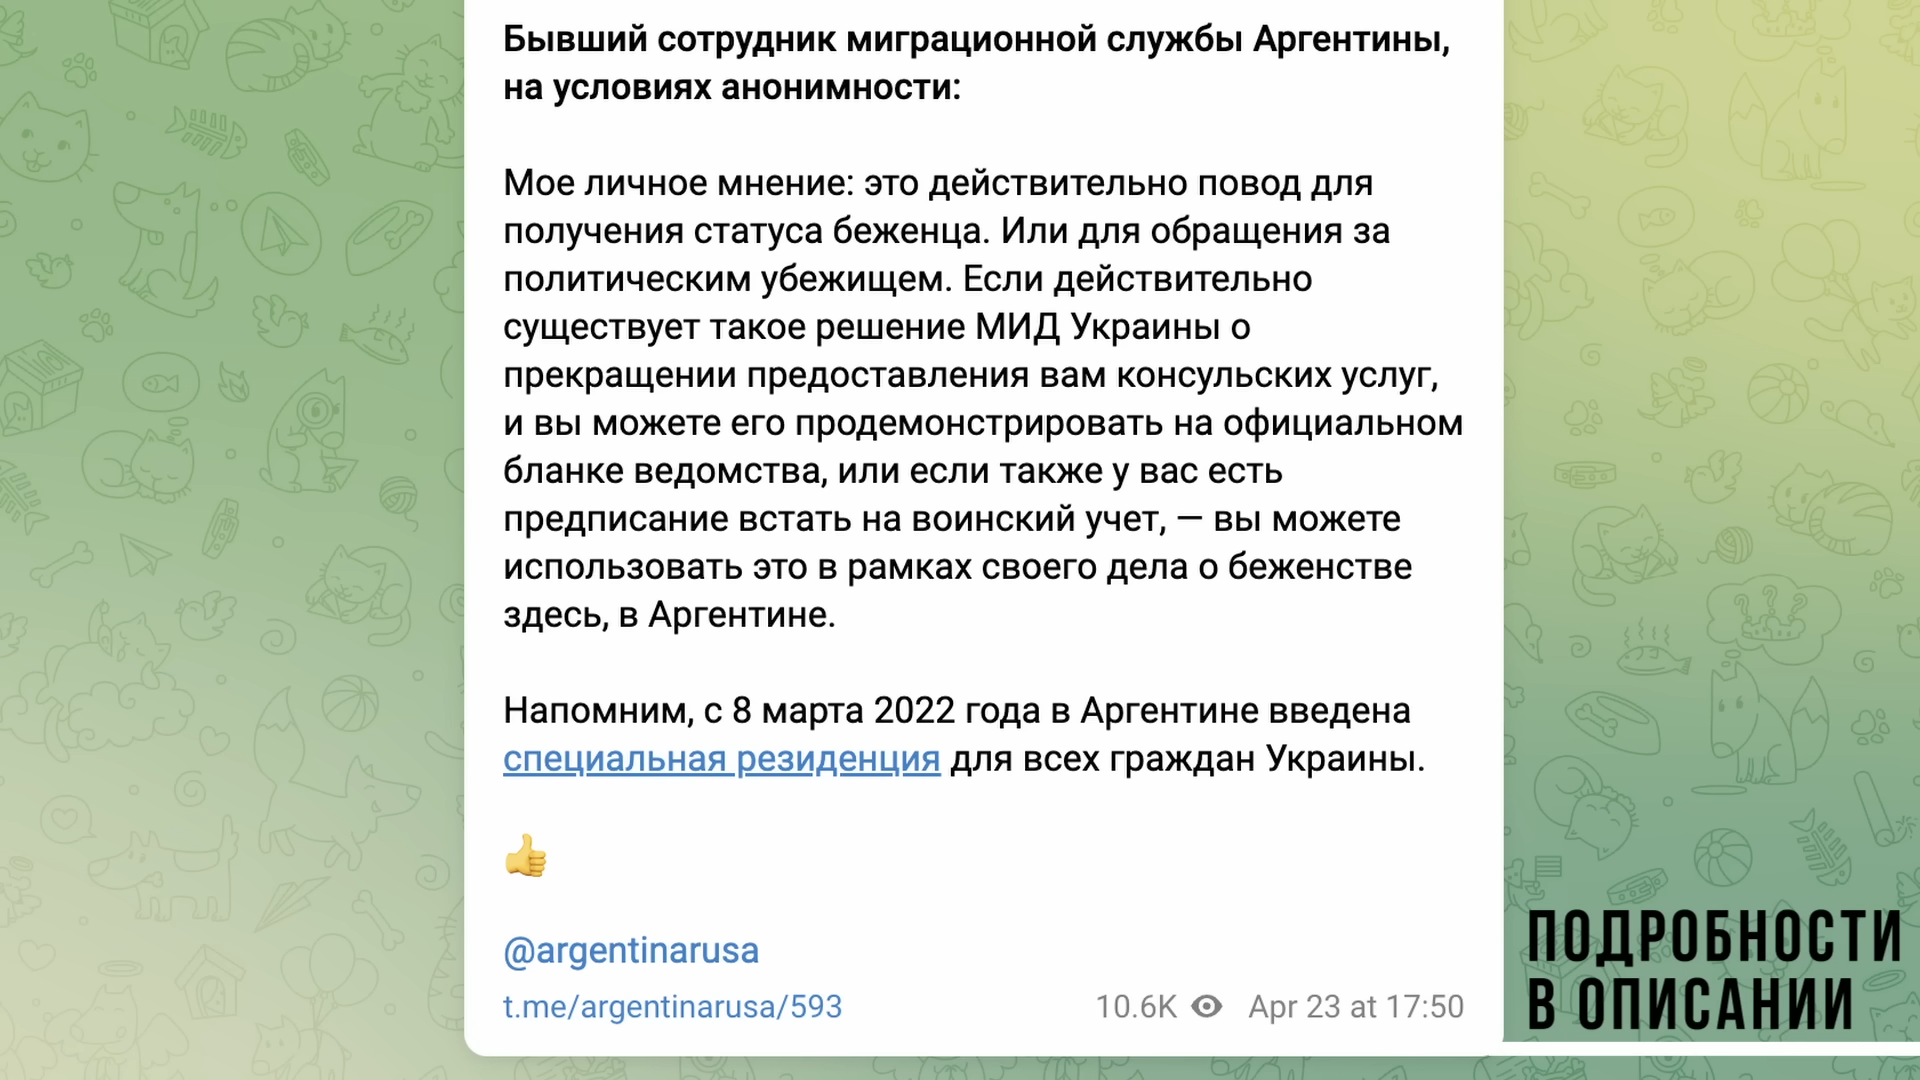 Бывший сотрудник миграционной службы Аргентины,
на условиях анонимности:
Мое личное мнение: это действительно повод для
получения статуса беженца. Или для обращения за
политическим убежищем. Если действительно
существует такое решение МИД Украины о
прекращении предоставления вам консульских услуг,
и вы можете его продемонстрировать на официальном
бланке ведомства, или если также у вас есть
предписание встать на воинский учет, — вы можете
использовать это в рамках своего дела о беженстве
здесь, в Аргентине.
Напомним, с 8 марта 2022 года в Аргентине введена
специальная резиденция для всех граждан Украины.
👍
@argentinarusa
t.me/argentinarusa/593 10.6K Apr 23 at 17:50
ПОДРОБНОСТИ
В ОПИСАНИИ